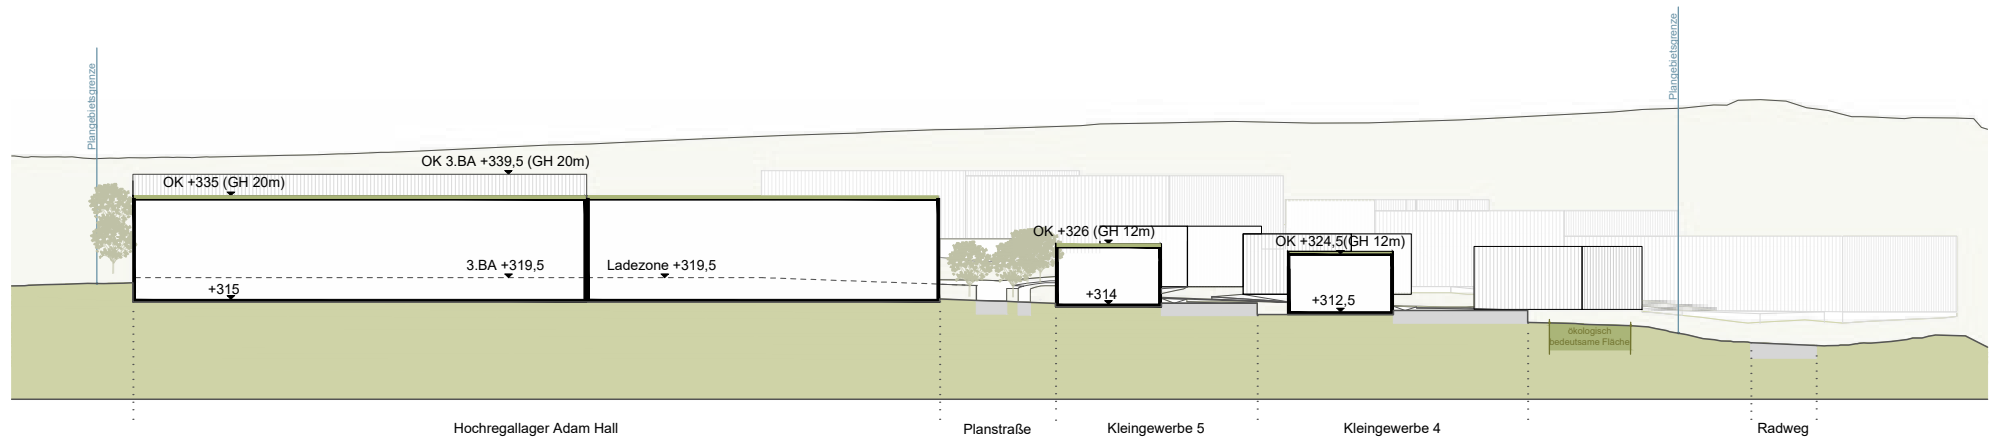 Plangebietsgrenze
Plangebietsgrenze
OK 3.BA +339,5 (GH 20m)
OK +335 (GH 20m)
OK +326 (GH 12m)
OK +324,5(GH 12m)
3.BA +319,5
Ladezone +319,5
+315
+314
+312,5
ökologisch
bedeutsame Fläche
Hochregallager Adam Hall
Planstraße
Kleingewerbe 5
Kleingewerbe 4
Radweg